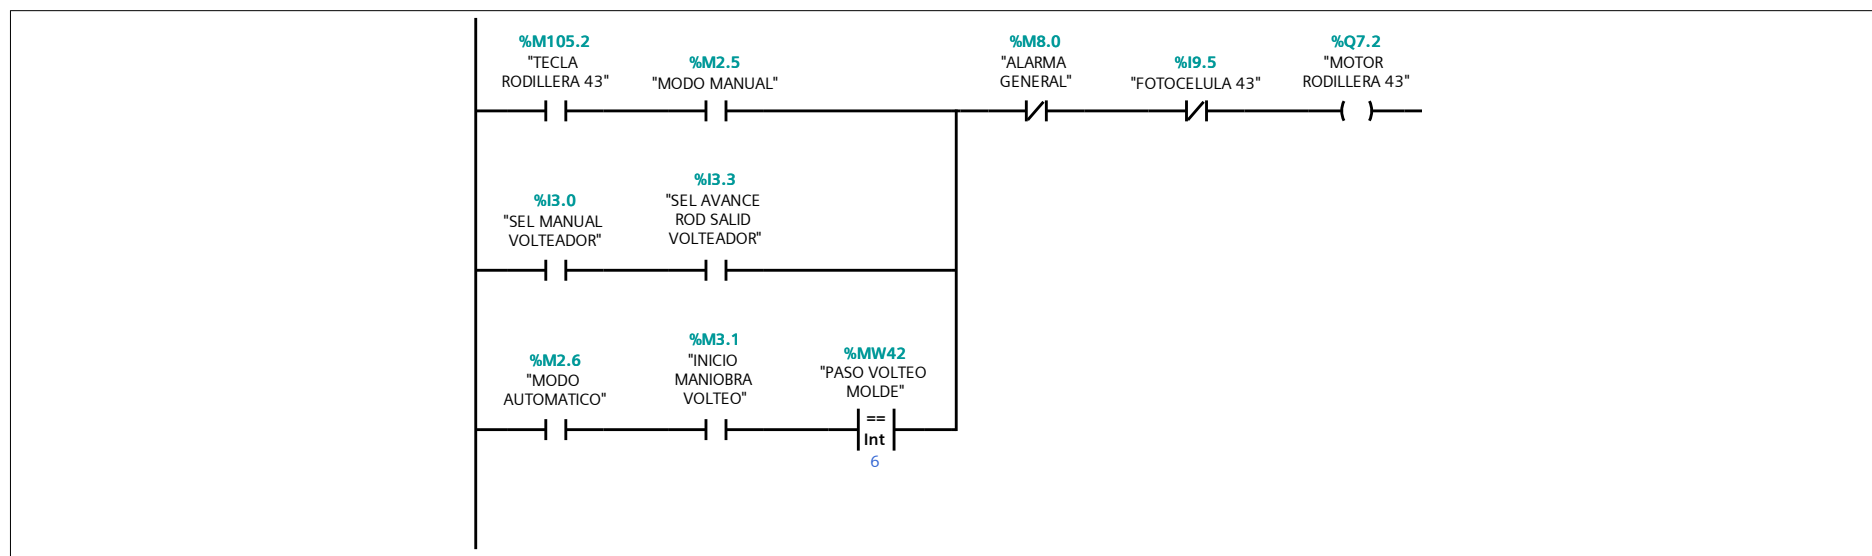 %M105.2
"TECLA
RODILLERA 43"
%M2.5
"MODO MANUAL"
%M8.0
"ALARMA
GENERAL"
%I9.5
"FOTOCELULA 43"
%Q7.2
"MOTOR
RODILLERA 43"
%I3.0
"SEL MANUAL
VOLTEADOR"
%I3.3
"SEL AVANCE
ROD SALID
VOLTEADOR"
%M2.6
"MODO
AUTOMATICO"
%M3.1
"INICIO
MANIOBRA
VOLTEO"
%MW42
"PASO VOLTEO
MOLDE"
==
Int
6